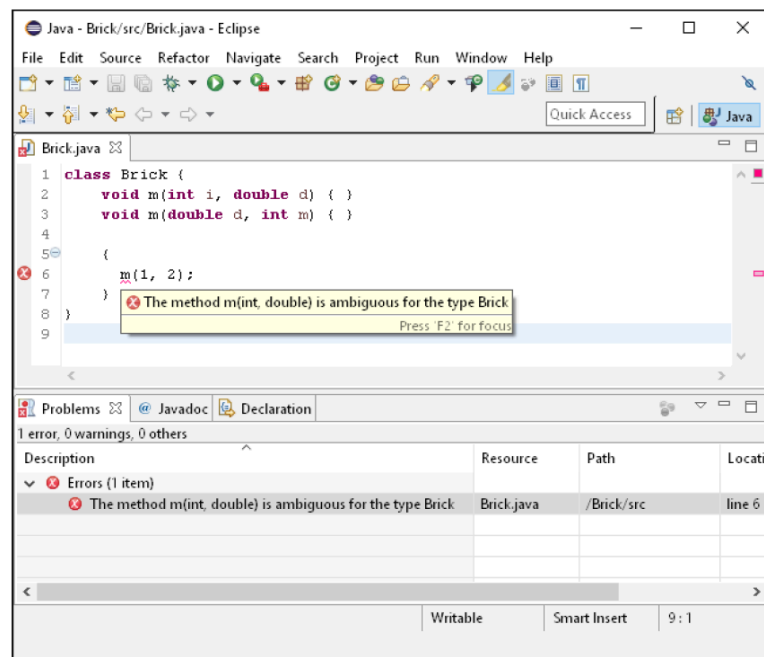 Java - Brick/src/Brick.java - Eclipse
File Edit Source Refactor Navigate Search Project Run Window Help
Quick Access
Java
Brick.java
1 class Brick {
2 void m(int i, double d) { }
3 void m(double d, int m) { }
4
5 {
6 m(1, 2);
7 }
The method m(int, double) is ambiguous for the type Brick
Press 'F2' for focus
8 }
9
Problems @ Javadoc Declaration
1 error, 0 warnings, 0 others
Description Resource Path Locati
Errors (1 item)
The method m(int, double) is ambiguous for the type Brick Brick.java /Brick/src line 6
Writable Smart Insert 9 : 1